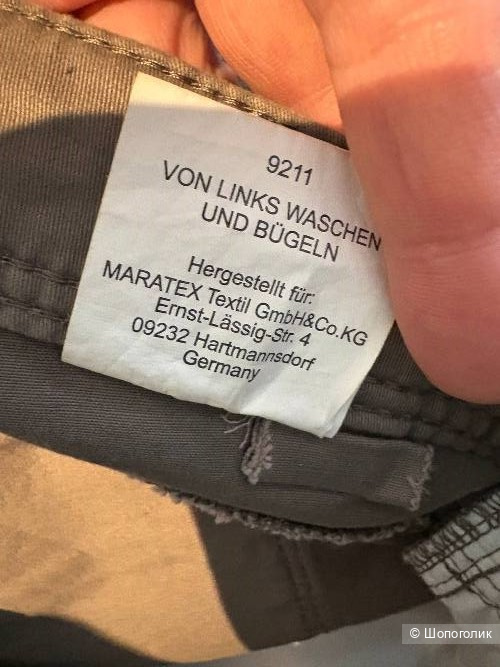 9211
VON LINKS WASCHEN
UND BÜGELN
Hergestellt für:
MARATEX Textil GmbH&Co.KG
Ernst-Lässig-Str. 4
09232 Hartmannsdorf
Germany
© Шопоголик